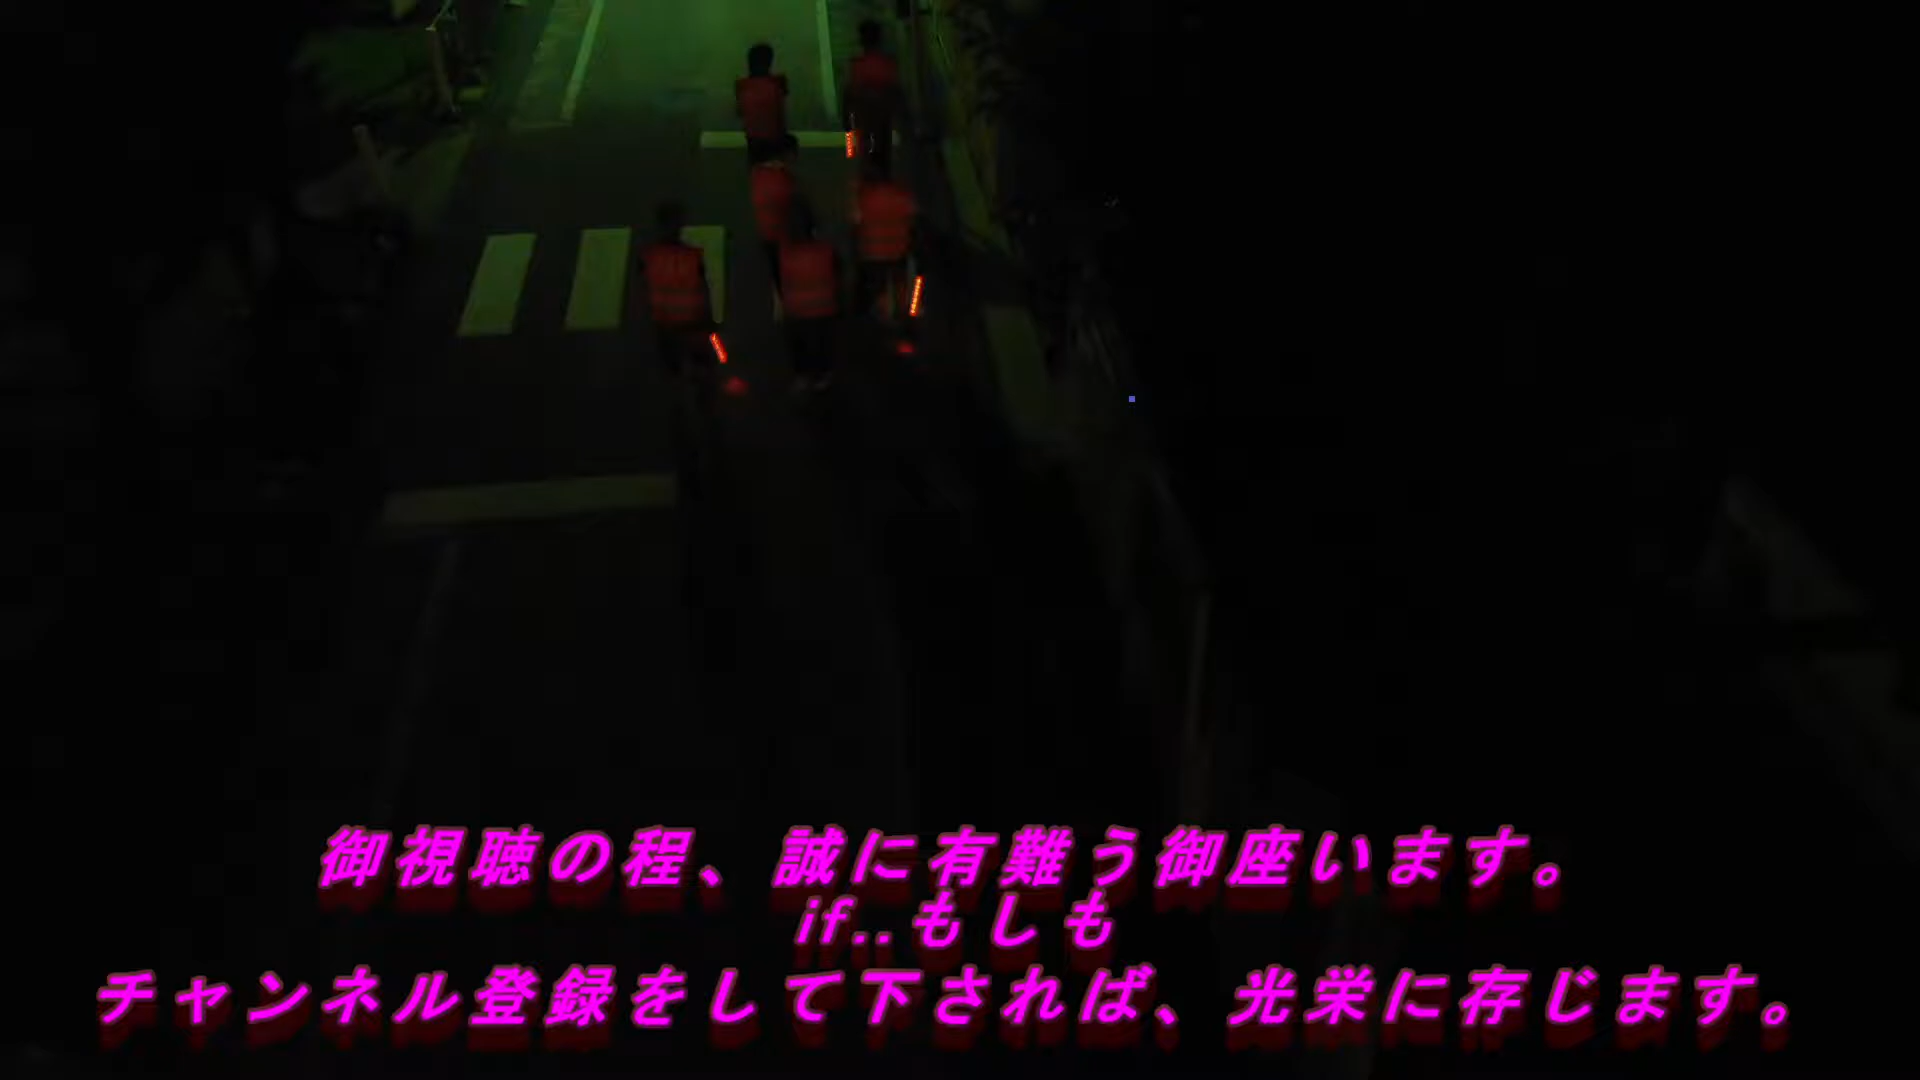 御視聴の程、誠に有難う御座います。
if..もしも
チャンネル登録をして下されば、光栄に存じます。